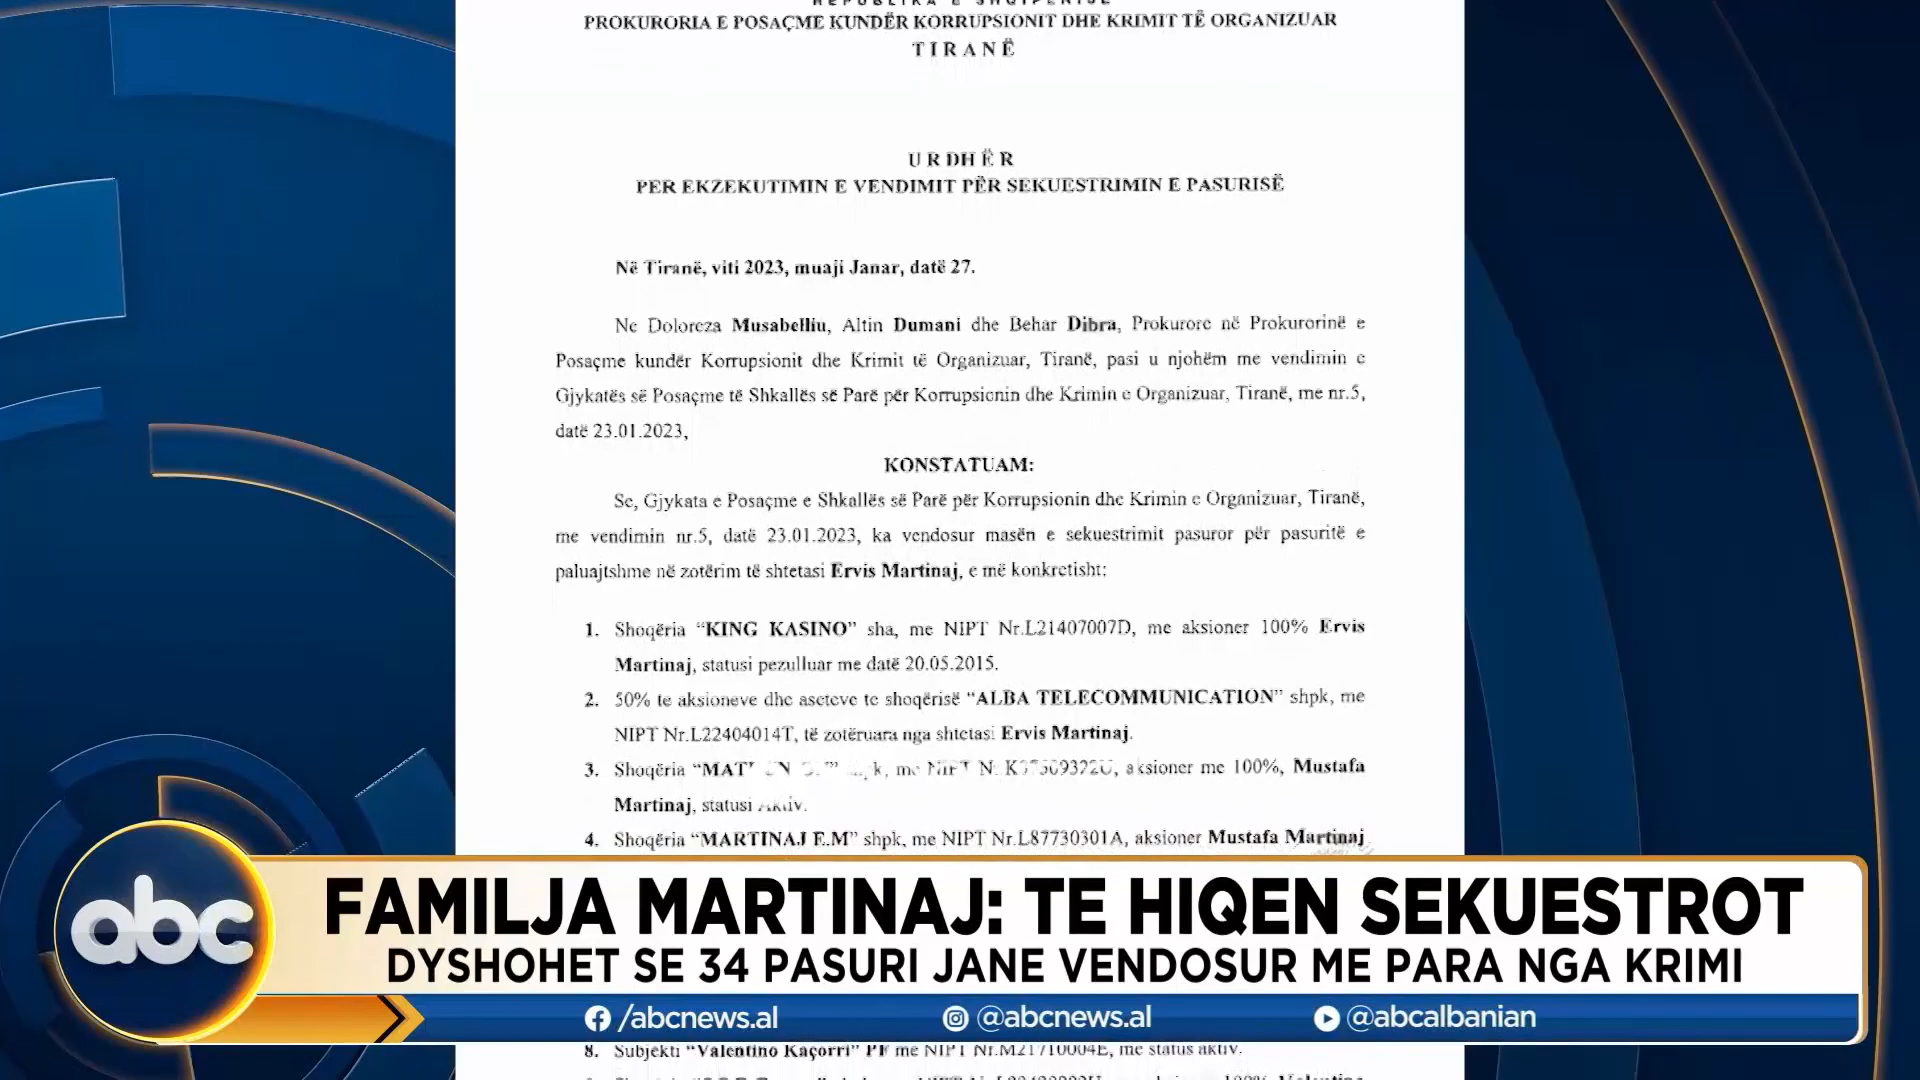 REPUBLIKA E SHQIPËRISË
PROKURORIA E POSAÇME KUNDËR KORRUPSIONIT DHE KRIMIT TË ORGANIZUAR
TIRANË
URDHËR
PER EKZEKUTIMIN E VENDIMIT PËR SEKUESTRIMIN E PASURISË
Në Tiranë, viti 2023, muaji Janar, datë 27.
Ne Doloreza Musabelliu, Altin Dumani dhe Behar Dibra, Prokurore në Prokurorinë e
Posaçme kundër Korrupsionit dhe Krimit të Organizuar, Tiranë, pasi u njohëm me vendimin e
Gjykatës së Posaçme të Shkallës së Parë për Korrupsionin dhe Krimin e Organizuar, Tiranë, me nr.5,
datë 23.01.2023,
KONSTATUAM:
Se, Gjykata e Posaçme e Shkallës së Parë për Korrupsionin dhe Krimin e Organizuar, Tiranë,
me vendimin nr.5, datë 23.01.2023, ka vendosur masën e sekuestrimit pasuror për pasuritë e
paluajtshme në zotërim të shtetasi Ervis Martinaj, e më konkretisht:
1. Shoqëria “KING KASINO” sha, me NIPT Nr.L21407007D, me aksioner 100% Ervis
Martinaj, statusi pezulluar me datë 20.05.2015.
2. 50% te aksioneve dhe aseteve te shoqërisë “ALBA TELECOMMUNICATION” shpk, me
NIPT Nr.L22404014T, të zotëruara nga shtetasi Ervis Martinaj.
3. Shoqëria me NIPT aksioner me 100%, Mustafa
Martinaj, statusi Aktiv.
4. Shoqëria “MARTINAJ E.M” shpk, me NIPT Nr.L87730301A, aksioner Mustafa Martinaj
abc
FAMILJA MARTINAJ: TE HIQEN SEKUESTROT
DYSHOHET SE 34 PASURI JANE VENDOSUR ME PARA NGA KRIMI
/abcnews.al @abcnews.al @abcalbanian
8. Subjekti “Valentino Kaçorri” PF me NIPT Nr.M21710004E, me status aktiv.